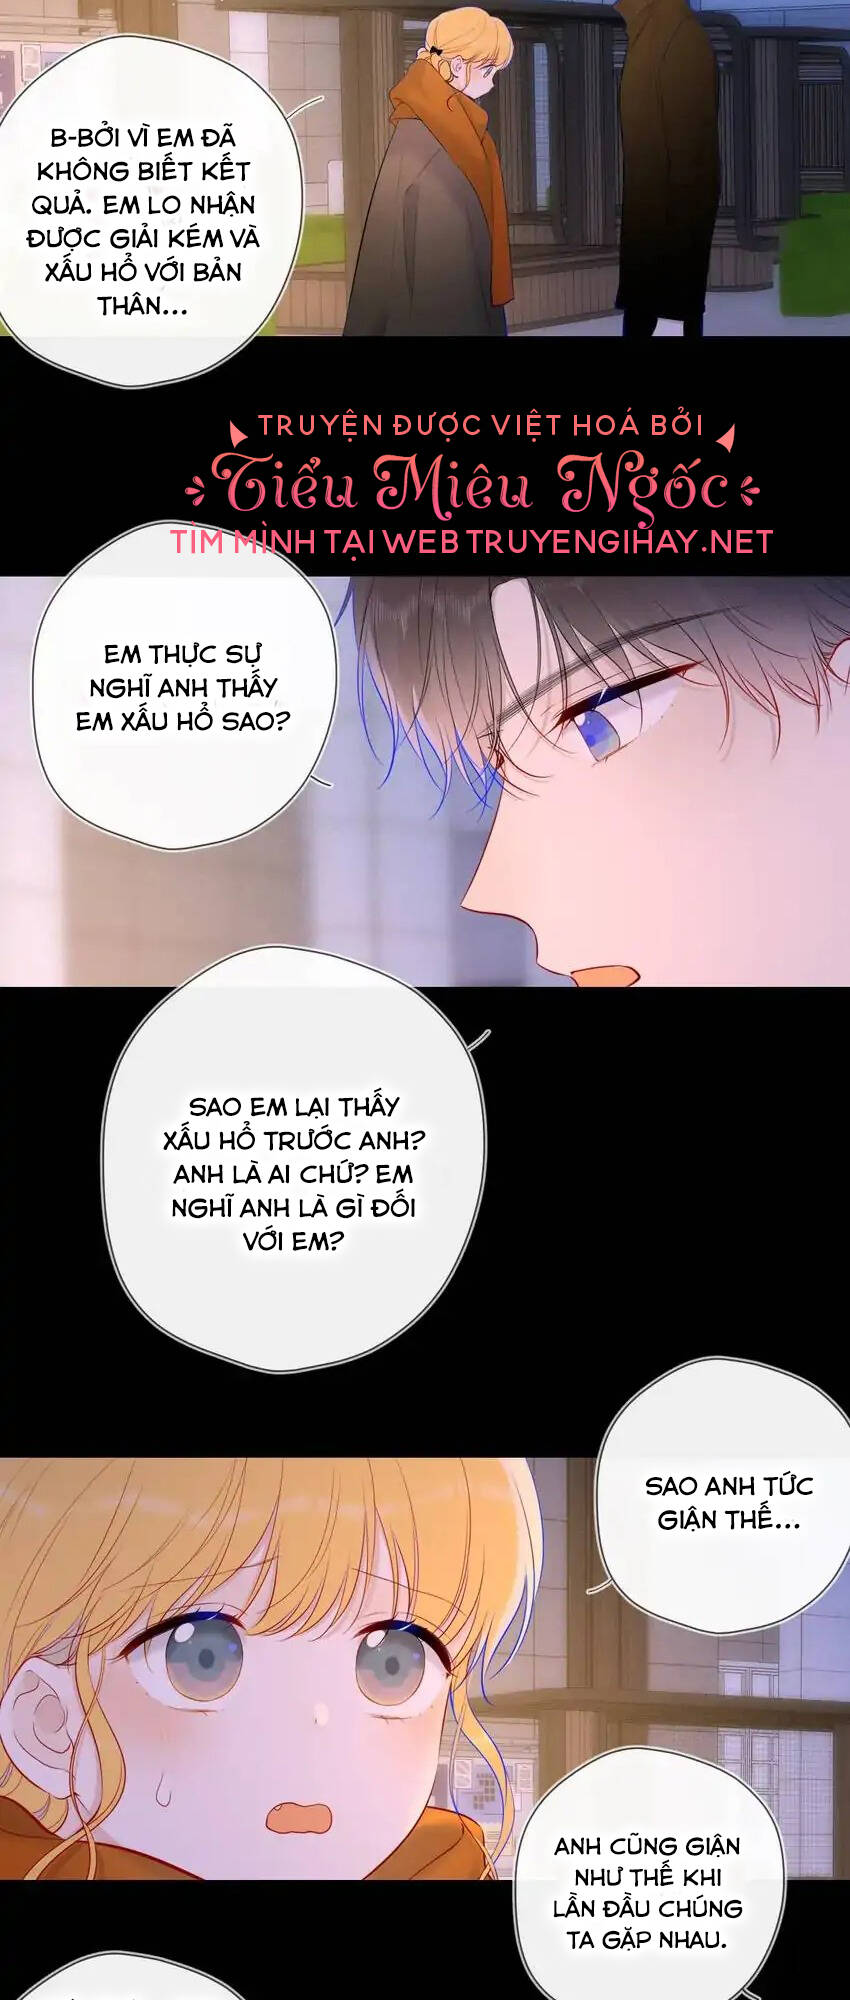 B-BỞI VÌ EM ĐÃ
KHÔNG BIẾT KẾT
QUẢ. EM LO NHẬN
ĐƯỢC GIẢI KÉM VÀ
XẤU HỔ VỚI BẢN
THÂN...
TRUYỆN ĐƯỢC VIỆT HOÁ BỞI
Tiểu Miêu Ngốc
TÌM MÌNH TẠI WEB TRUYENGIHAY.NET
EM THỰC SỰ
NGHĨ ANH THẤY
EM XẤU HỔ SAO?
SAO EM LẠI THẤY
XẤU HỔ TRƯỚC ANH?
ANH LÀ AI CHỨ? EM
NGHĨ ANH LÀ GÌ ĐỐI
VỚI EM?
SAO ANH TỨC
GIẬN THẾ...
ANH CŨNG GIẬN
NHƯ THẾ KHI
LẦN ĐẦU CHÚNG
TA GẶP NHAU.